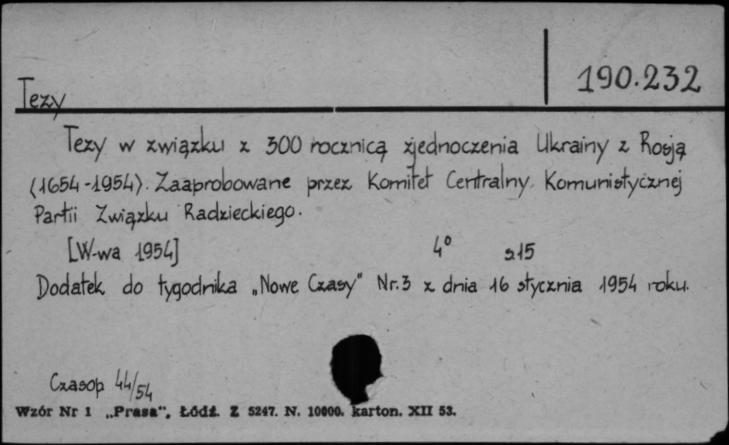 190.232
Tezy
Tezy w związku z 300 rocznicą zjednoczenia Ukrainy z Rosją
(1654-1954). Zaaprobowane przez Komitet Centralny Komunistycznej
Partii Związku Radzieckiego.
[W-wa 1954] 4° s.15
Dodatek do tygodnika „Nowe Czasy" Nr.3 z dnia 16 stycznia 1954 roku.
Czasop 44/54
Wzór Nr 1 „Prasa", Łódź. Z 5247. N. 10000. karton. XII 53.